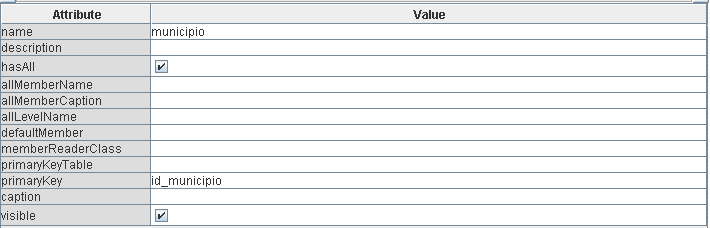 Attribute Value
name municipio
description
hasAll
allMemberName
allMemberCaption
allLevelName
defaultMember
memberReaderClass
primaryKeyTable
primaryKey id_municipio
caption
visible